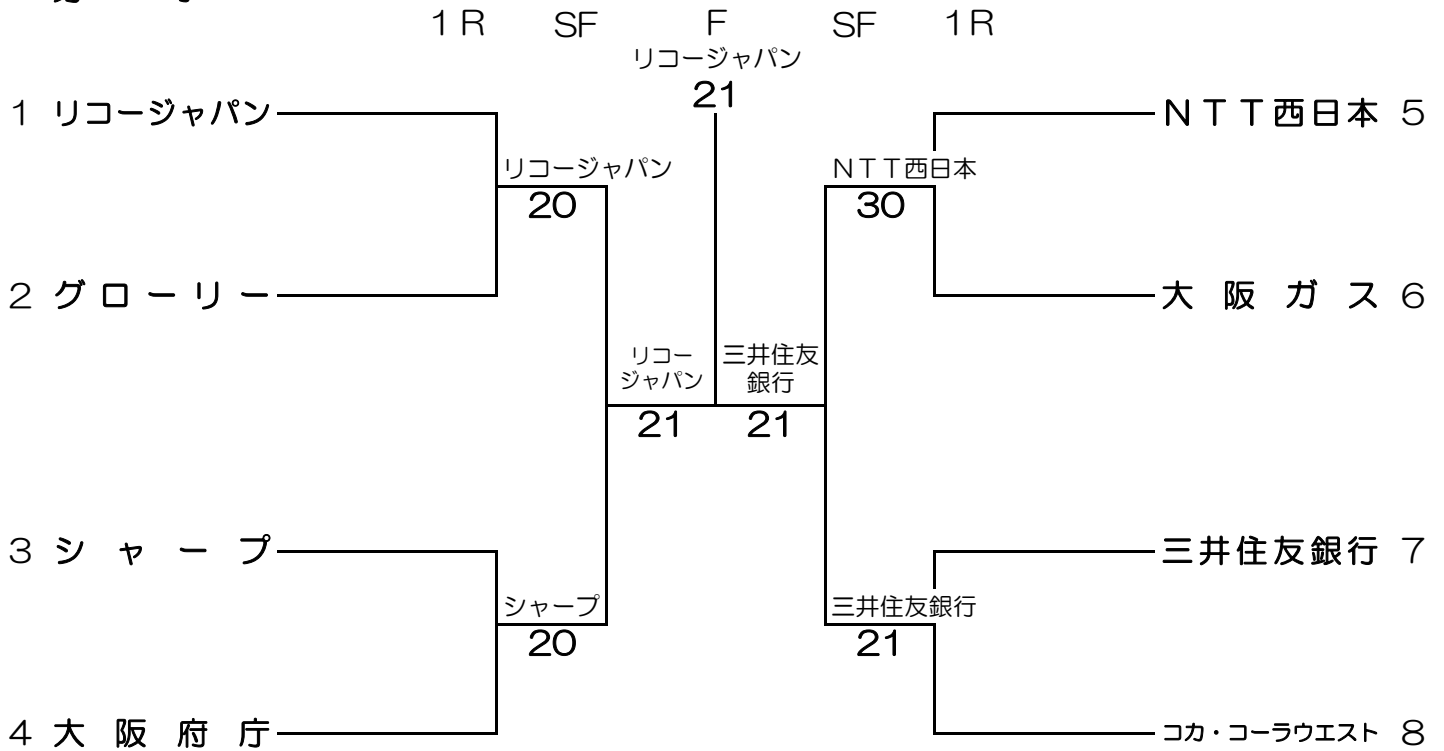 １Ｒ SF F SF １Ｒ
リコージャパン
21
1 リコージャパン
ＮＴＴ西日本 5
リコージャパン
20
ＮＴＴ西日本
30
2 グローリー
大阪ガス 6
リコー
ジャパン
21
三井住友
銀行
21
3 シャープ
三井住友銀行 7
シャープ
20
三井住友銀行
21
4 大阪府庁
コカ・コーラウエスト 8